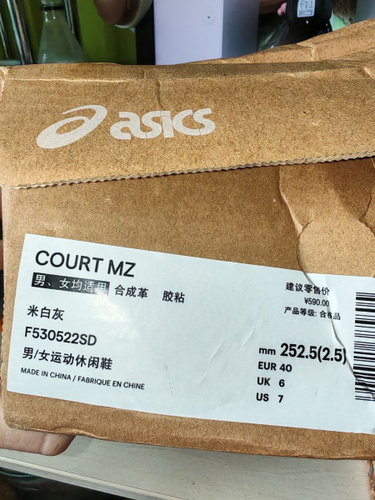 asics
COURT MZ
男、女均适用 合成革 胶粘
米白灰
F530522SD
男/女运动休闲鞋
MADE IN CHINA / FABRIQUE EN CHINE
建议零售价
¥590.00
产品等级: 合格品
mm 252.5(2.5)
EUR 40
UK 6
US 7